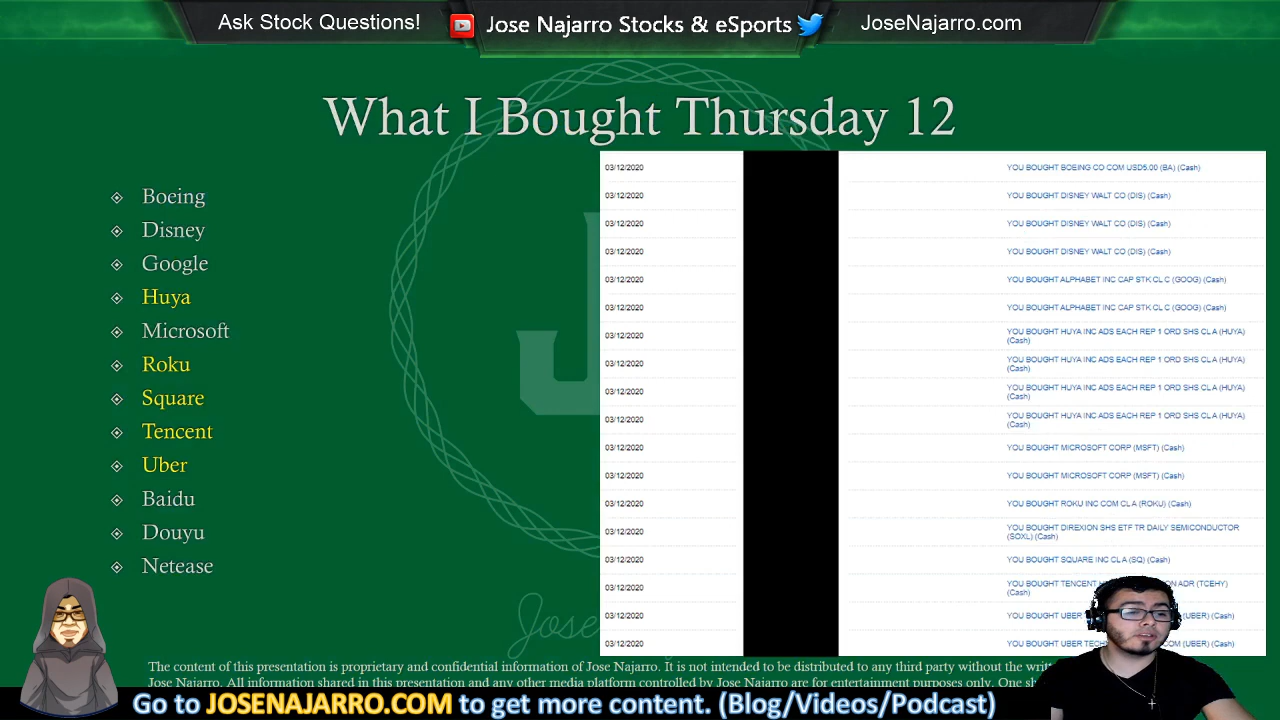 Ask Stock Questions!
Jose Najarro Stocks & eSports
JoseNajarro.com
What I Bought Thursday 12
Boeing
Disney
Google
Huya
Microsoft
Roku
Square
Tencent
Uber
Baidu
Douyu
Netease
03/12/2020 YOU BOUGHT BOEING CO COM USD5.00 (BA) (Cash)
03/12/2020 YOU BOUGHT DISNEY WALT CO (DIS) (Cash)
03/12/2020 YOU BOUGHT DISNEY WALT CO (DIS) (Cash)
03/12/2020 YOU BOUGHT DISNEY WALT CO (DIS) (Cash)
03/12/2020 YOU BOUGHT ALPHABET INC CAP STK CL C (GOOG) (Cash)
03/12/2020 YOU BOUGHT ALPHABET INC CAP STK CL C (GOOG) (Cash)
03/12/2020 YOU BOUGHT HUYA INC ADS EACH REP 1 ORD SHS CL A (HUYA)
(Cash)
03/12/2020 YOU BOUGHT HUYA INC ADS EACH REP 1 ORD SHS CL A (HUYA)
(Cash)
03/12/2020 YOU BOUGHT HUYA INC ADS EACH REP 1 ORD SHS CL A (HUYA)
(Cash)
03/12/2020 YOU BOUGHT HUYA INC ADS EACH REP 1 ORD SHS CL A (HUYA)
(Cash)
03/12/2020 YOU BOUGHT MICROSOFT CORP (MSFT) (Cash)
03/12/2020 YOU BOUGHT MICROSOFT CORP (MSFT) (Cash)
03/12/2020 YOU BOUGHT ROKU INC COM CL A (ROKU) (Cash)
03/12/2020 YOU BOUGHT DIREXION SHS ETF TR DAILY SEMICONDUCTOR
(SOXL) (Cash)
03/12/2020 YOU BOUGHT SQUARE INC CL A (SQ) (Cash)
03/12/2020 YOU BOUGHT TENCENT ADR (TCEHY)
(Cash)
03/12/2020 YOU BOUGHT UBER (UBER) (Cash)
03/12/2020 YOU BOUGHT UBER (UBER) (Cash)
Jose
The content of this presentation is proprietary and confidential information of Jose Najarro. It is not intended to be distributed to any third party without the
Jose Najarro. All information shared in this presentation and any other media platform controlled by Jose Najarro are for entertainment purposes only. One
Go to JOSENAJARRO.COM to get more content. (Blog/Videos/Podcast)